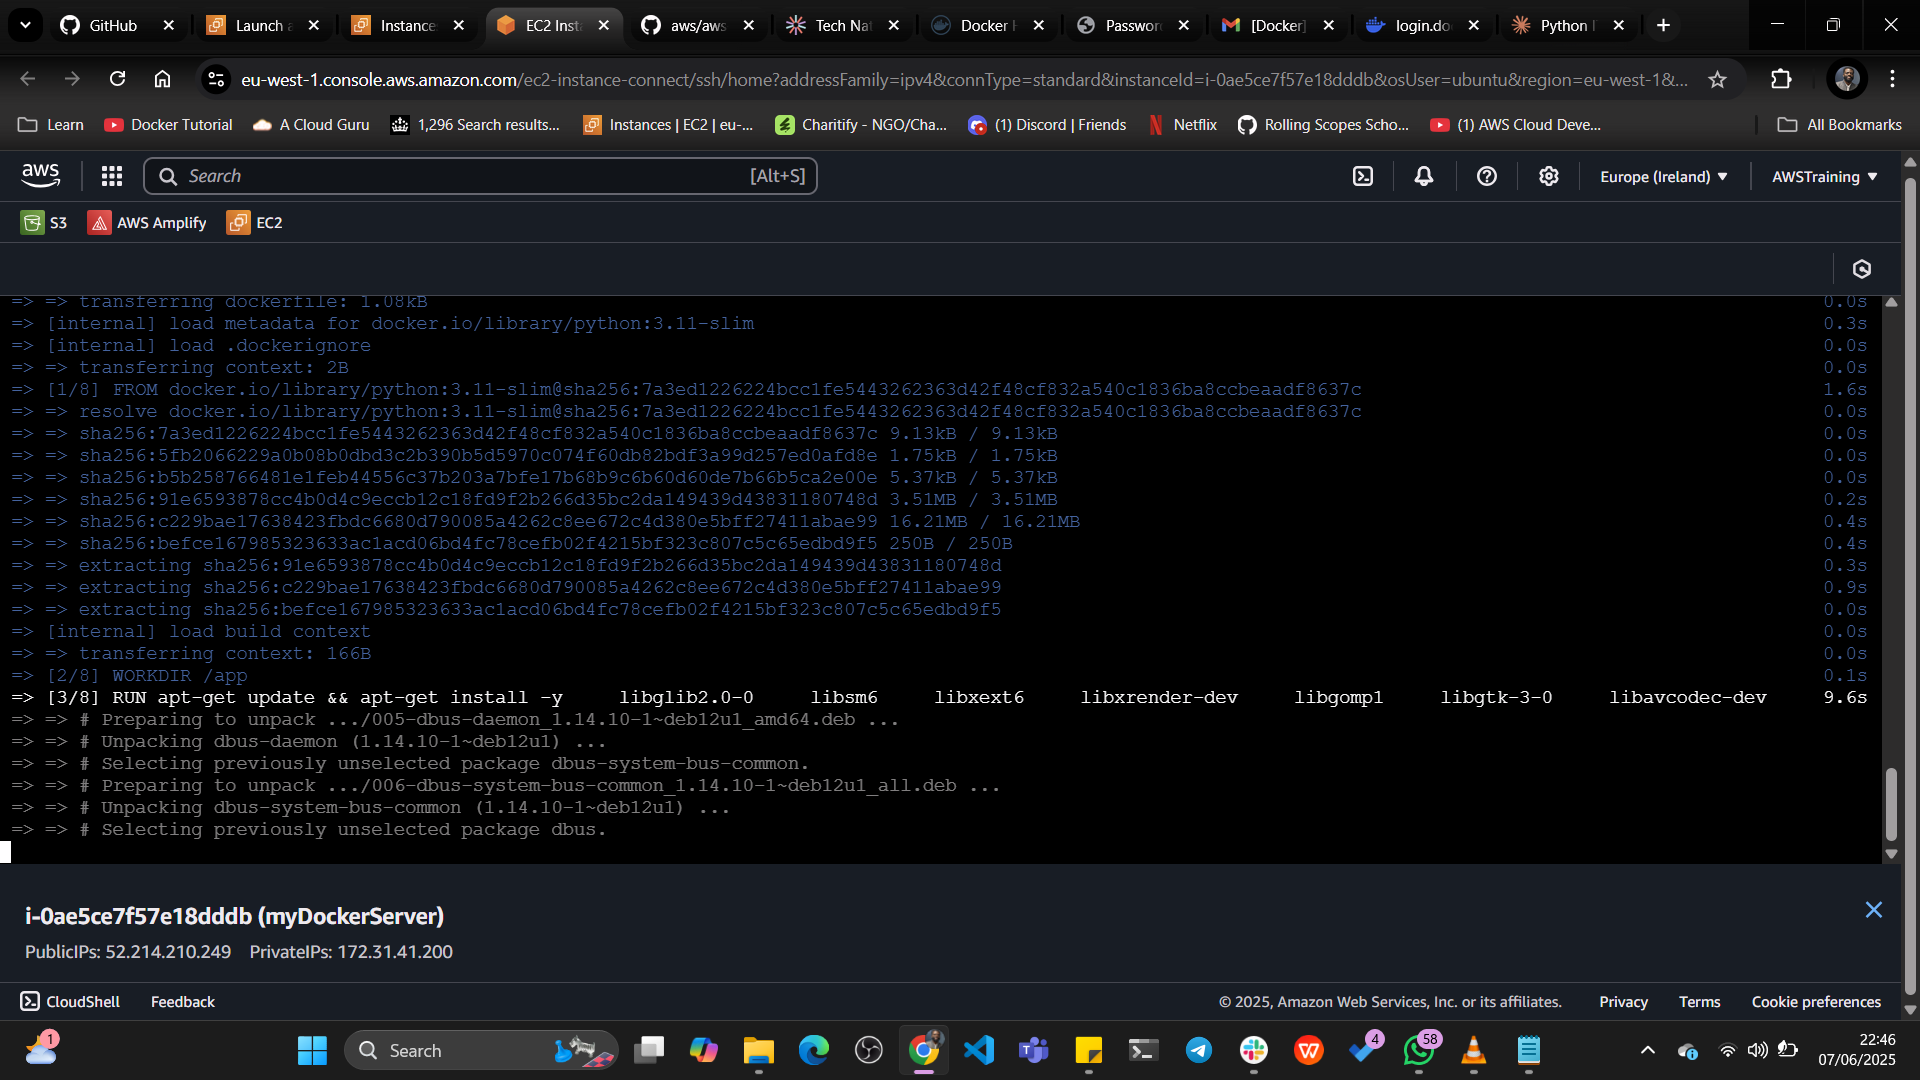 GitHub
Launch a
Instance
EC2 Inst
aws/aws
Tech Nat
Docker H
Passwor
[Docker]
login.do
Python I
eu-west-1.console.aws.amazon.com/ec2-instance-connect/ssh/home?addressFamily=ipv4&connType=standard&instanceId=i-0ae5ce7f57e18dddb&osUser=ubuntu&region=eu-west-1&...
Learn
Docker Tutorial
A Cloud Guru
1,296 Search results...
Instances | EC2 | eu-...
Charitify - NGO/Cha...
(1) Discord | Friends
Netflix
Rolling Scopes Scho...
(1) AWS Cloud Deve...
All Bookmarks
aws
Search
[Alt+S]
Europe (Ireland)
AWSTraining
S3
AWS Amplify
EC2
=> => transferring dockerfile: 1.08kB 0.0s
=> [internal] load metadata for docker.io/library/python:3.11-slim 0.3s
=> [internal] load .dockerignore 0.0s
=> => transferring context: 2B 0.0s
=> [1/8] FROM docker.io/library/python:3.11-slim@sha256:7a3ed1226224bcc1fe5443262363d42f48cf832a540c1836ba8ccbeaadf8637c 1.6s
=> => resolve docker.io/library/python:3.11-slim@sha256:7a3ed1226224bcc1fe5443262363d42f48cf832a540c1836ba8ccbeaadf8637c 0.0s
=> => sha256:7a3ed1226224bcc1fe5443262363d42f48cf832a540c1836ba8ccbeaadf8637c 9.13kB / 9.13kB 0.0s
=> => sha256:5fb2066229a0b08b0dbd3c2b390b5d5970c074f60db82bdf3a99d257ed0afd8e 1.75kB / 1.75kB 0.0s
=> => sha256:b5b258766481e1feb44556c37b203a7bfe17b68b9c6b60d60de7b66b5ca2e00e 5.37kB / 5.37kB 0.0s
=> => sha256:91e6593878cc4b0d4c9eccb12c18fd9f2b266d35bc2da149439d43831180748d 3.51MB / 3.51MB 0.2s
=> => sha256:c229bae17638423fbdc6680d790085a4262c8ee672c4d380e5bff27411abae99 16.21MB / 16.21MB 0.4s
=> => sha256:befce167985323633ac1acd06bd4fc78cefb02f4215bf323c807c5c65edbd9f5 250B / 250B 0.4s
=> => extracting sha256:91e6593878cc4b0d4c9eccb12c18fd9f2b266d35bc2da149439d43831180748d 0.3s
=> => extracting sha256:c229bae17638423fbdc6680d790085a4262c8ee672c4d380e5bff27411abae99 0.9s
=> => extracting sha256:befce167985323633ac1acd06bd4fc78cefb02f4215bf323c807c5c65edbd9f5 0.0s
=> [internal] load build context 0.0s
=> => transferring context: 166B 0.0s
=> [2/8] WORKDIR /app 0.1s
=> [3/8] RUN apt-get update && apt-get install -y     libglib2.0-0     libsm6     libxext6     libxrender-dev     libgomp1     libgtk-3-0     libavcodec-dev 9.6s
=> => # Preparing to unpack .../005-dbus-daemon_1.14.10-1~deb12u1_amd64.deb ...
=> => # Unpacking dbus-daemon (1.14.10-1~deb12u1) ...
=> => # Selecting previously unselected package dbus-system-bus-common.
=> => # Preparing to unpack .../006-dbus-system-bus-common_1.14.10-1~deb12u1_all.deb ...
=> => # Unpacking dbus-system-bus-common (1.14.10-1~deb12u1) ...
=> => # Selecting previously unselected package dbus.
i-0ae5ce7f57e18dddb (myDockerServer)
PublicIPs: 52.214.210.249 PrivateIPs: 172.31.41.200
CloudShell
Feedback
© 2025, Amazon Web Services, Inc. or its affiliates.
Privacy
Terms
Cookie preferences
1
Search
4
58
22:46
07/06/2025